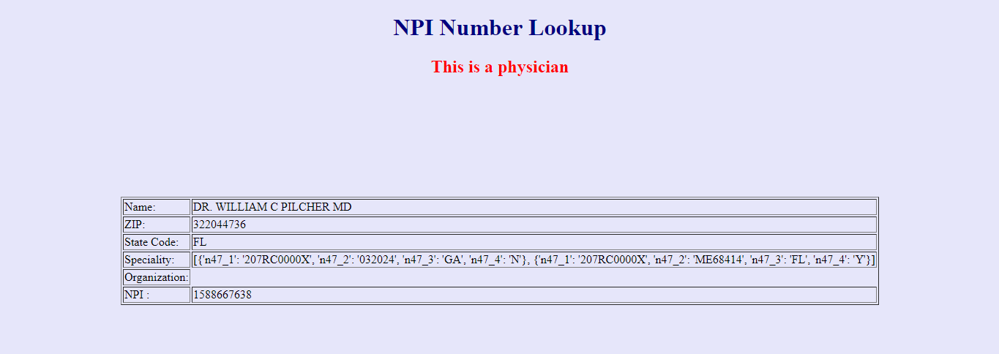 NPI Number Lookup
This is a physician
Name: DR. WILLIAM C PILCHER MD
ZIP: 322044736
State Code: FL
Speciality: [{'n47_1': '207RC0000X', 'n47_2': '032024', 'n47_3': 'GA', 'n47_4': 'N'}, {'n47_1': '207RC0000X', 'n47_2': 'ME68414', 'n47_3': 'FL', 'n47_4': 'Y'}]
Organization:
NPI : 1588667638